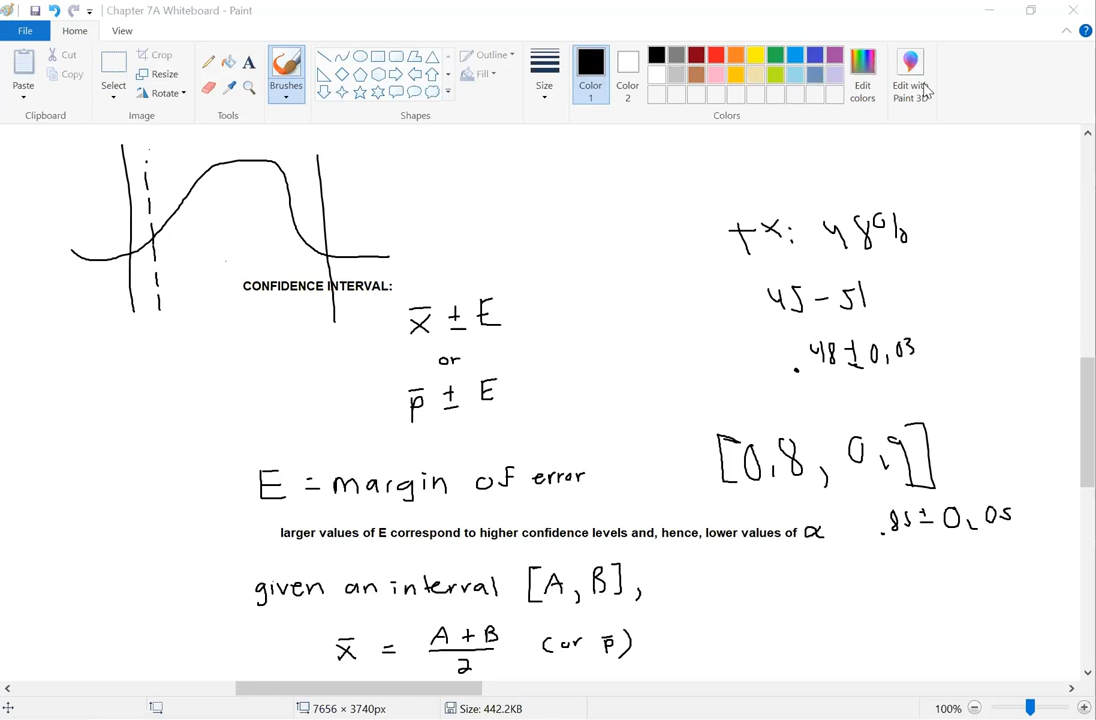 Chapter 7A Whiteboard - Paint
File Home View
Paste
Cut
Copy
Clipboard
Select
Crop
Resize
Rotate
Image
A
Tools
Brushes
Outline
Fill
Shapes
Size
Color 1
Color 2
Edit colors
Colors
Edit with Paint 3D
48%
45 - 51
.48 ± 0.03
CONFIDENCE INTERVAL:
x̄ ± E
or
p̄ ± E
[0.8, 0.9]
.85 ± 0.05
E = margin of error
larger values of E correspond to higher confidence levels and, hence, lower values of α
given an interval [A, B],
x̄ = A + B / 2 (or p̄)
7656 × 3740px
Size: 442.2KB
100%